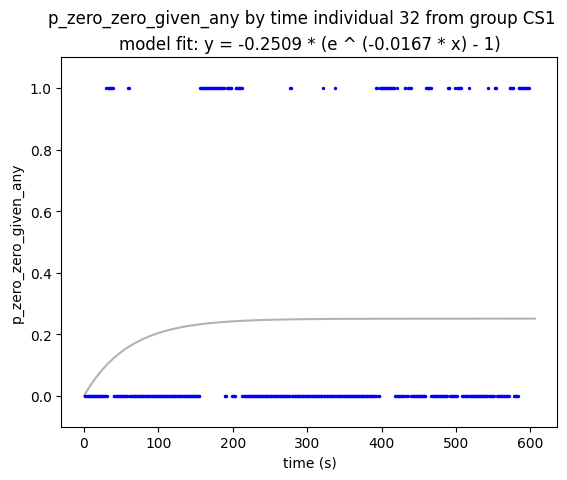 p_zero_zero_given_any by time individual 32 from group CS1
model fit: y = -0.2509 * (e ^ (-0.0167 * x) - 1)
1.0
0.8
0.6
0.4
0.2
0.0
p_zero_zero_given_any
0 100 200 300 400 500 600
time (s)